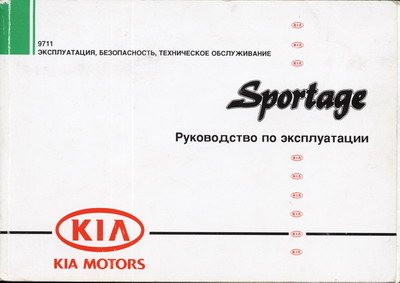 9711
ЭКСПЛУАТАЦИЯ, БЕЗОПАСНОСТЬ, ТЕХНИЧЕСКОЕ ОБСЛУЖИВАНИЕ
Sportage
Руководство по эксплуатации
KIA
KIA MOTORS